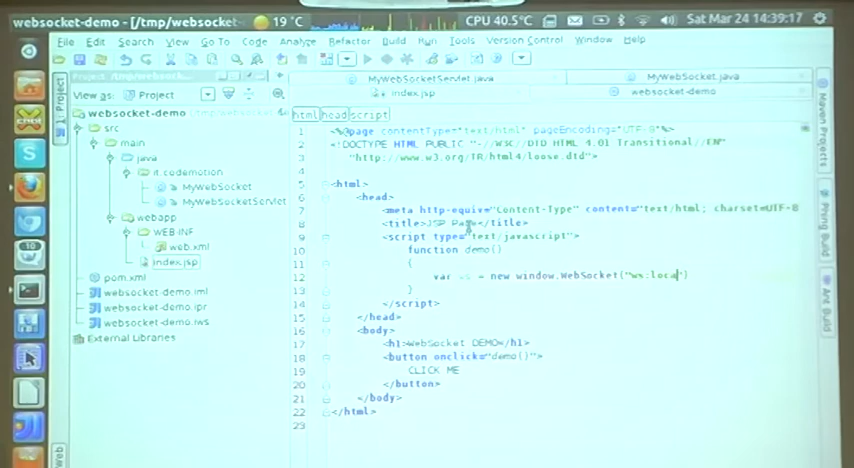 websocket-demo - [/tmp/websocket- 19 °C CPU 40.5°C Sat Mar 24 14:39:17
File Edit Search View Go To Code Analyze Refactor Build Run Tools Version Control Window Help
View as: Project
1: Project
websocket-demo
src
main
java
it.codemotion
MyWebSocket
MyWebSocketServlet
webapp
WEB-INF
web.xml
index.jsp
pom.xml
websocket-demo.iml
websocket-demo.ipr
websocket-demo.iws
External Libraries
MyWebSocketServlet.java MyWebSocket.java
index.jsp websocket-demo
html head script
1 <%@page contentType="text/html" pageEncoding="UTF-8"%>
2 <!DOCTYPE HTML PUBLIC "-//W3C//DTD HTML 4.01 Transitional//EN"
3 "http://www.w3.org/TR/html4/loose.dtd">
4
5 <html>
6 <head>
7 <meta http-equiv="Content-Type" content="text/html; charset=UTF-8
8 <title>JSP Page</title>
9 <script type="text/javascript">
10 function demo()
11 {
12 var ws = new window.WebSocket("ws:loca")
13 }
14 </script>
15 </head>
16 <body>
17 <h1>WebSocket DEMO</h1>
18 <button onclick="demo()">
19 CLICK ME
20 </button>
21 </body>
22 </html>
23
Maven Projects
Ant Build
Web